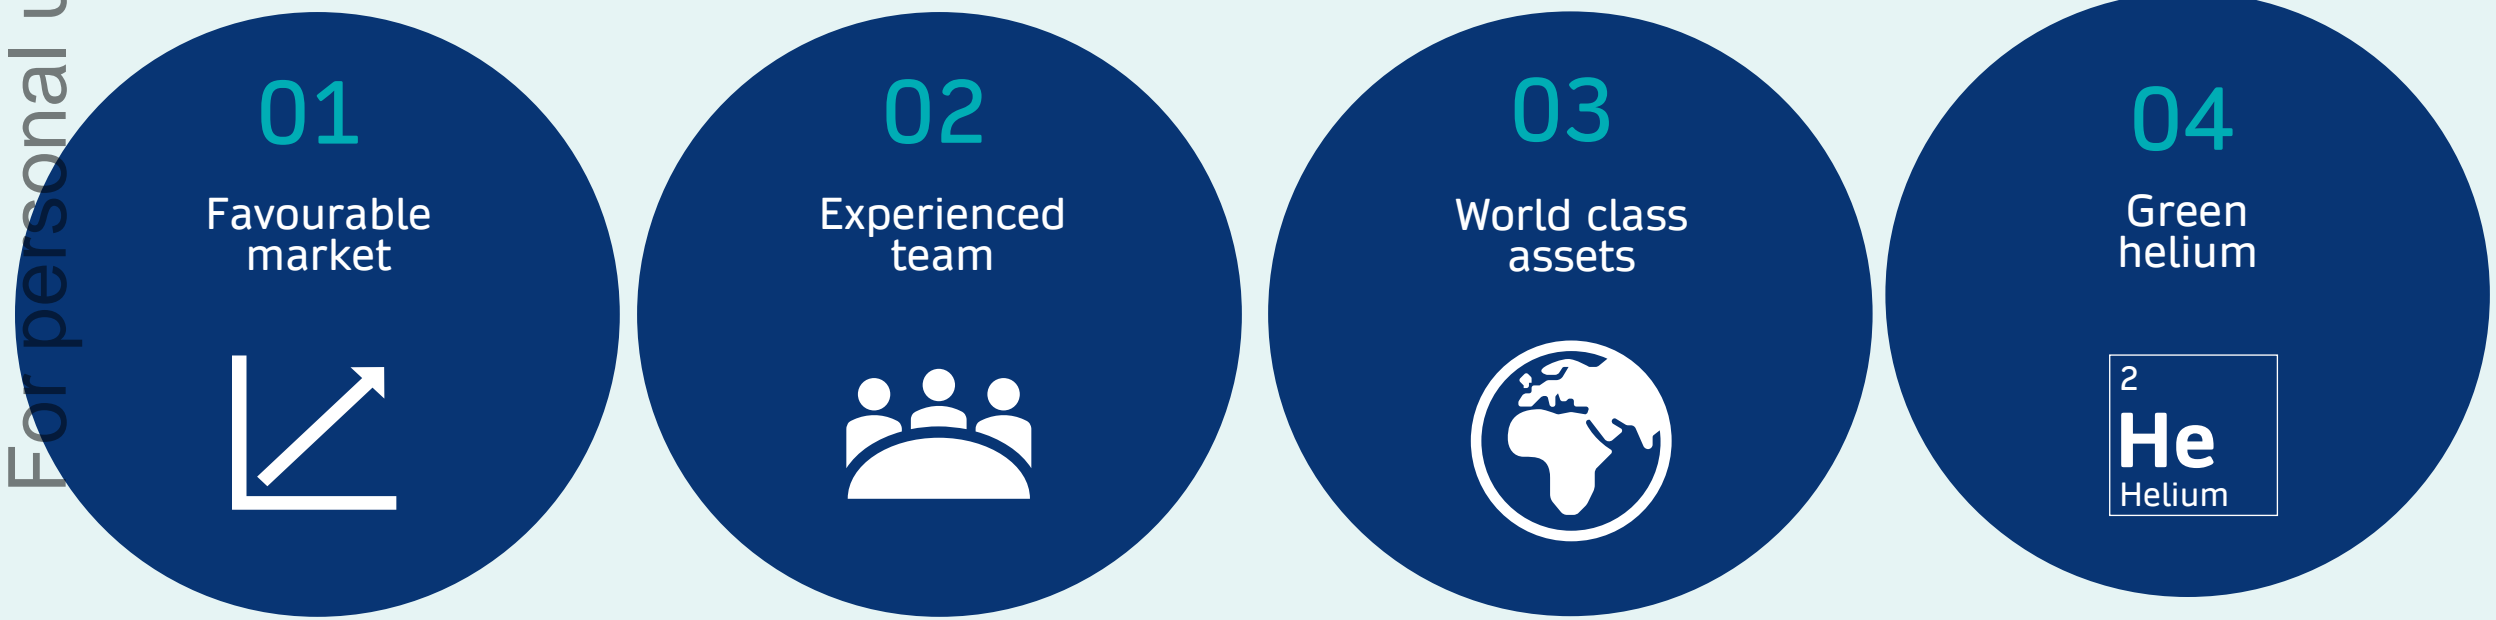 For personal
01
Favourable
market
02
Experienced
team
03
World class
assets
04
Green
helium
2
He
Helium